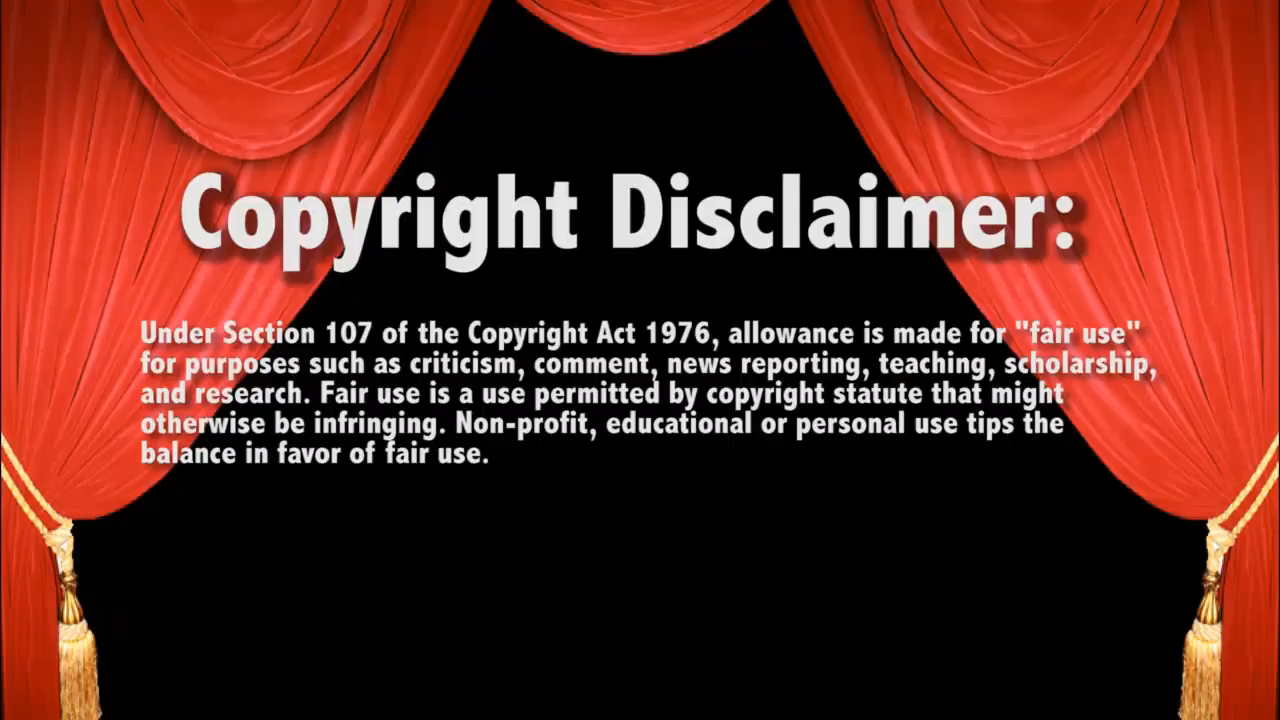 Copyright Disclaimer:
Under Section 107 of the Copyright Act 1976, allowance is made for "fair use"
for purposes such as criticism, comment, news reporting, teaching, scholarship,
and research. Fair use is a use permitted by copyright statute that might
otherwise be infringing. Non-profit, educational or personal use tips the
balance in favor of fair use.